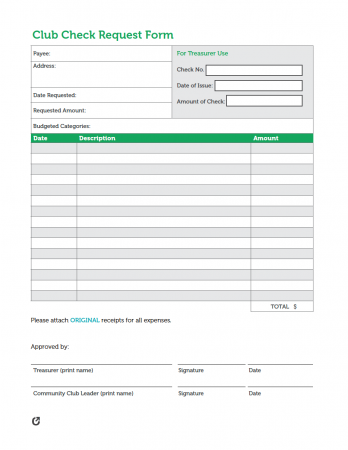 Club Check Request Form
Payee:
For Treasurer Use
Address:
Check No.
Date of Issue:
Date Requested:
Amount of Check:
Requested Amount:
Budgeted Categories:
Date Description Amount
TOTAL $
Please attach ORIGINAL receipts for all expenses.
Approved by:
Treasurer (print name) Signature Date
Community Club Leader (print name) Signature Date